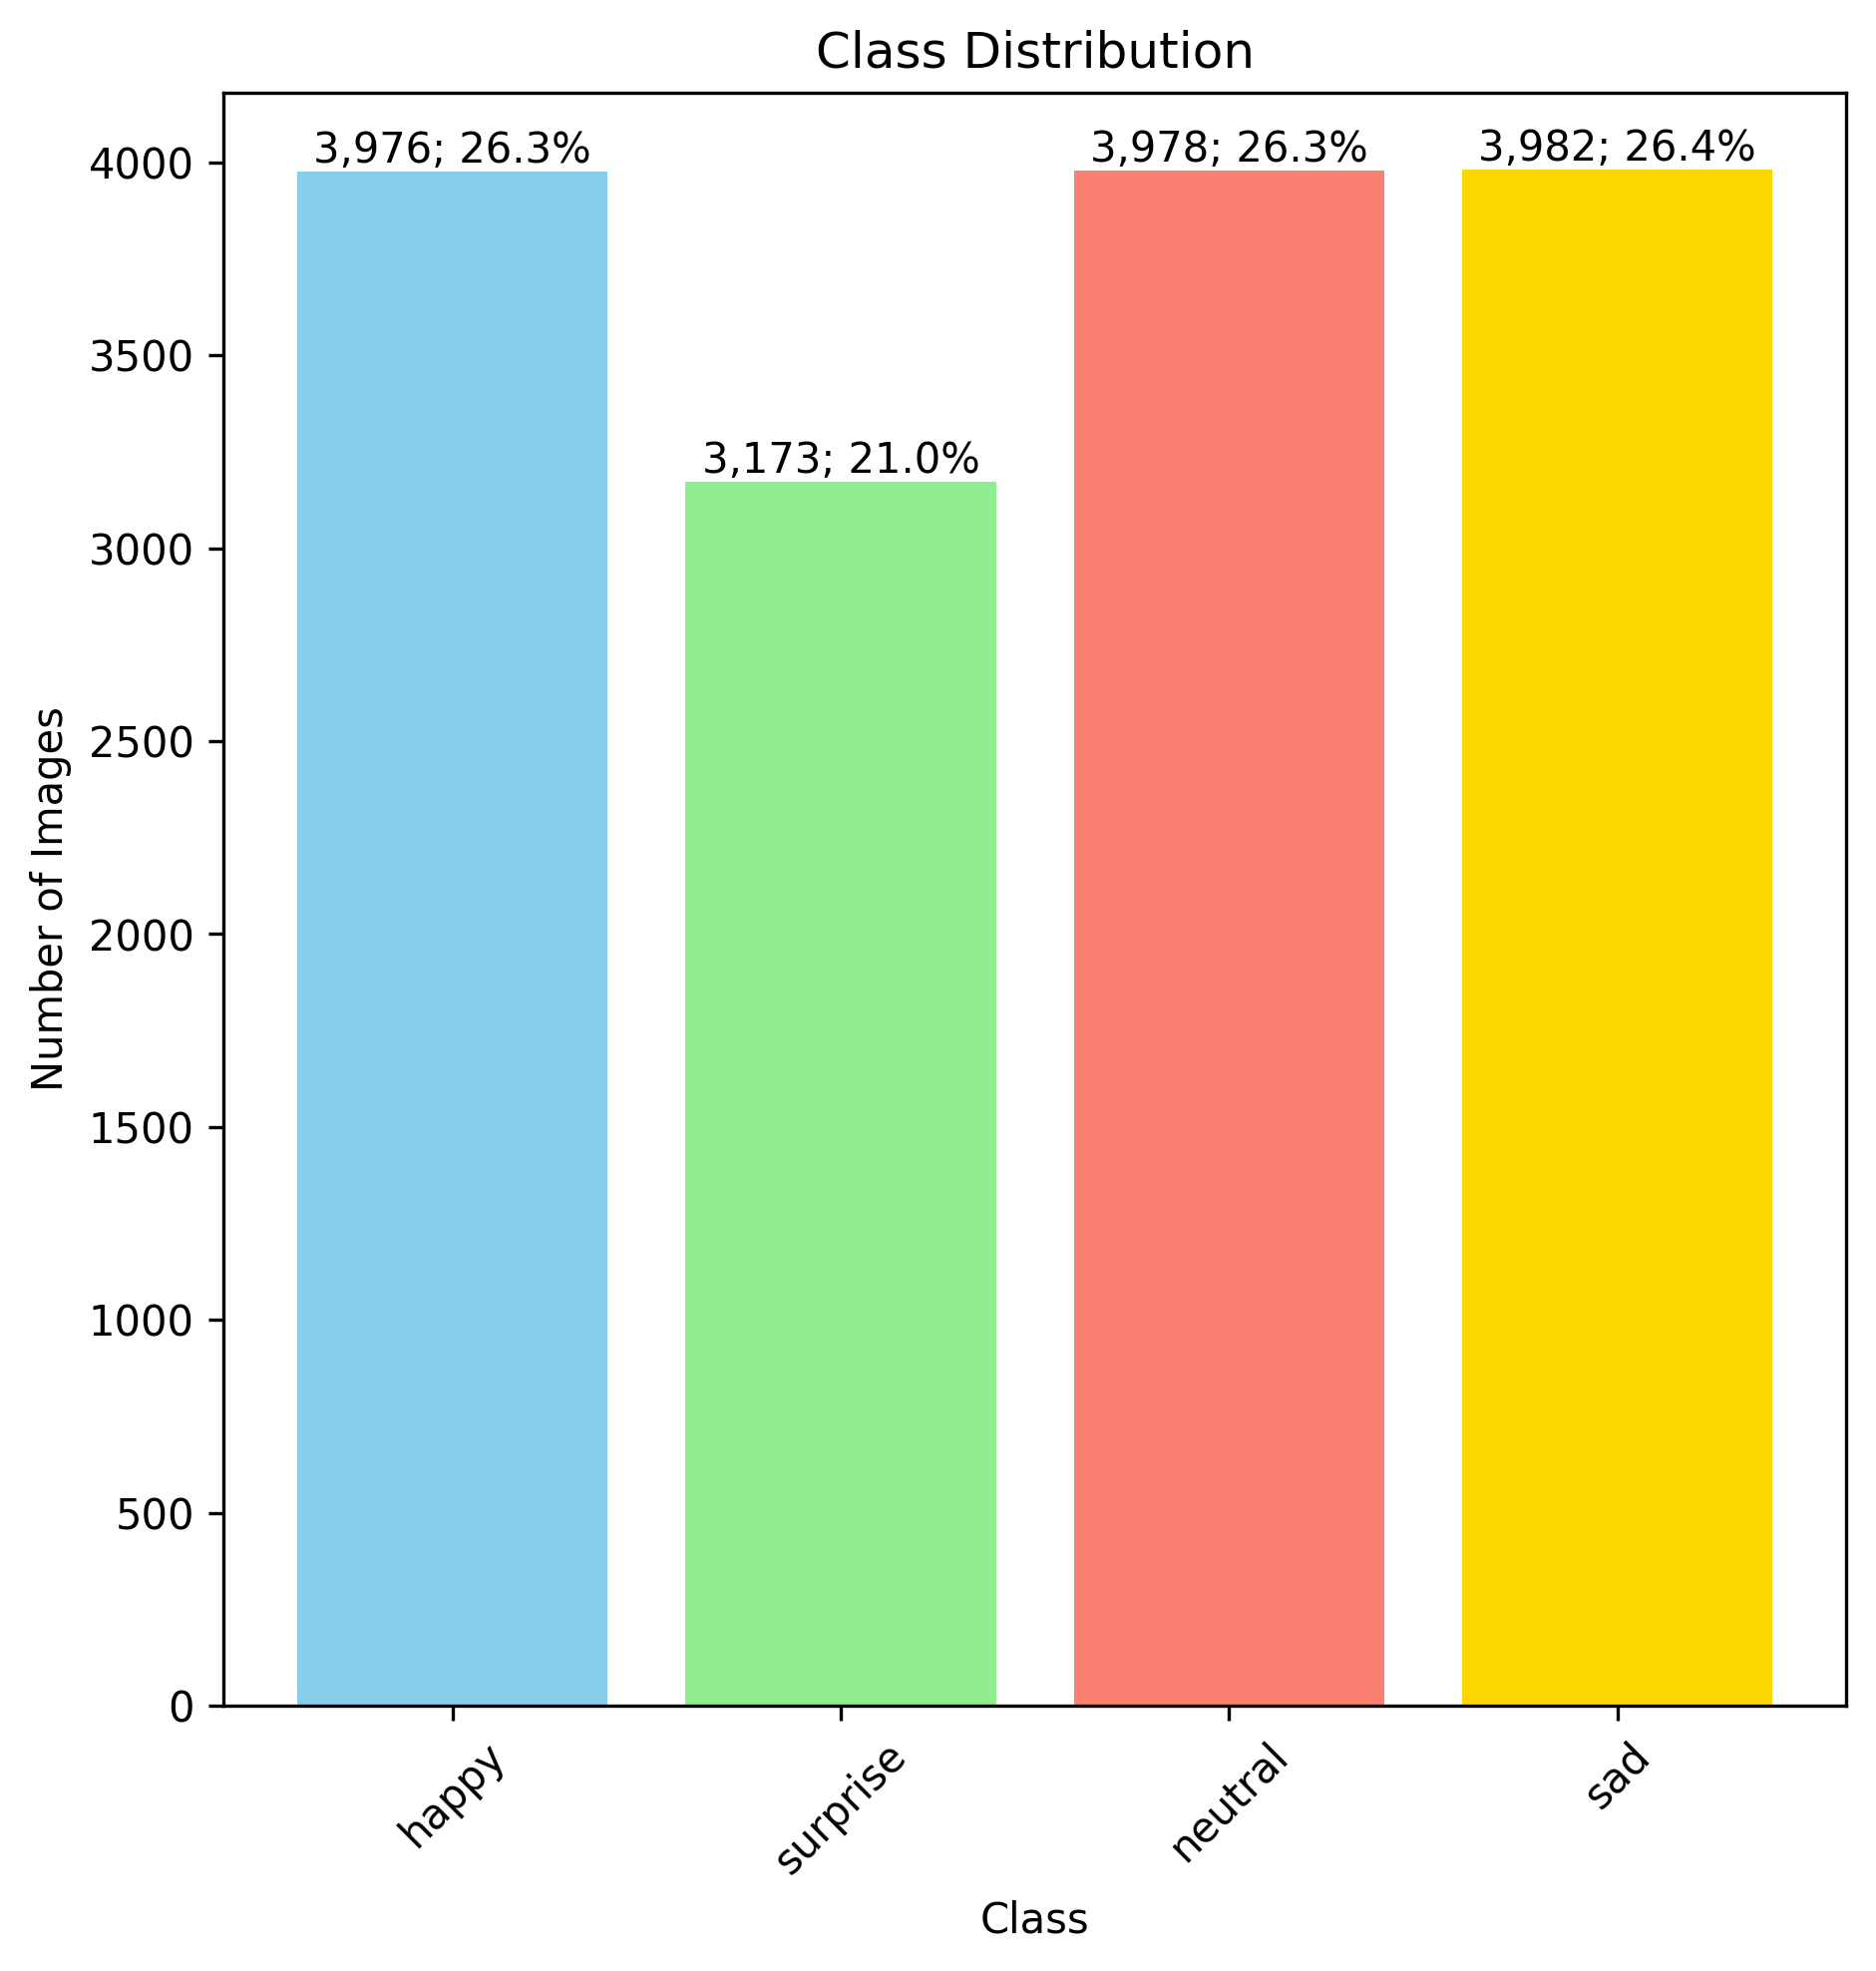 Class Distribution
3,976; 26.3%
3,173; 21.0%
3,978; 26.3%
3,982; 26.4%
Number of Images
4000
3500
3000
2500
2000
1500
1000
500
0
happy
surprise
neutral
sad
Class